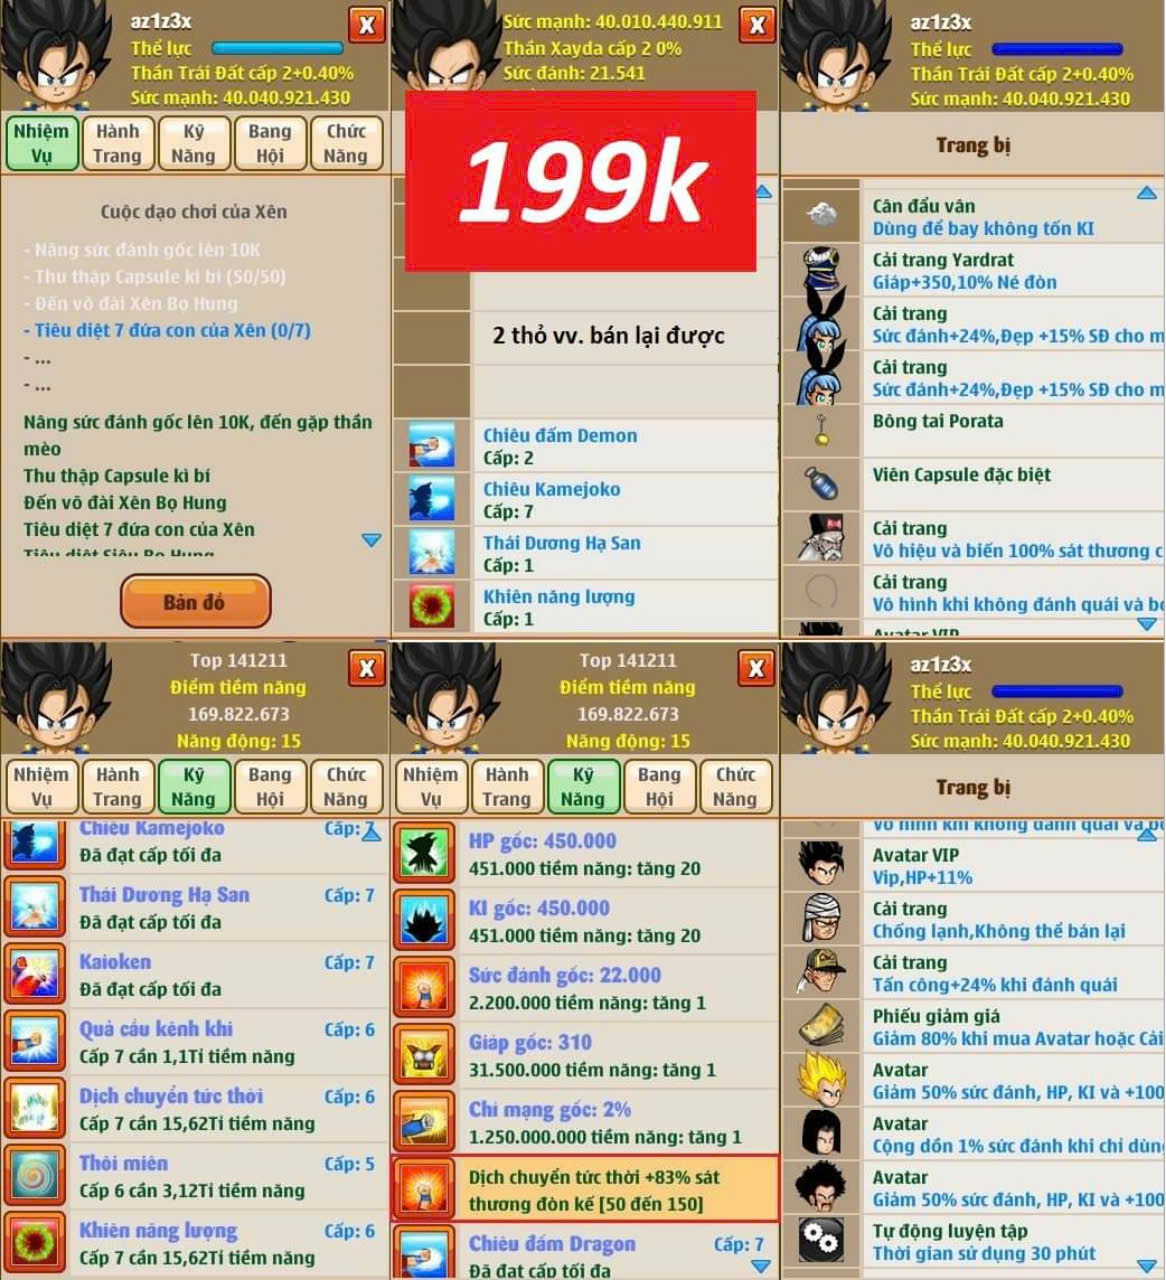 az1z3x
X
Thể lực
Thần Trái Đất cấp 2+0.40%
Sức mạnh: 40.040.921.430
Nhiệm Vụ
Hành Trang
Kỹ Năng
Bang Hội
Chức Năng
Cuộc dạo chơi của Xên
- Nâng sức đánh gốc lên 10K
- Thu thập Capsule kì bí (50/50)
- Đến võ đài Xên Bọ Hung
- Tiêu diệt 7 đứa con của Xên (0/7)
- ...
- ...
Nâng sức đánh gốc lên 10K, đến gặp thần
mèo
Thu thập Capsule kì bí
Đến võ đài Xên Bọ Hung
Tiêu diệt 7 đứa con của Xên
Tiêu diệt Siêu Bọ Hung
Bản đồ
Sức mạnh: 40.010.440.911
X
Thần Xayda cấp 2 0%
Sức đánh: 21.541
199k
2 thỏ vv. bán lại được
Chiêu đấm Demon
Cấp: 2
Chiêu Kamejoko
Cấp: 7
Thái Dương Hạ San
Cấp: 1
Khiên năng lượng
Cấp: 1
az1z3x
Thể lực
Thần Trái Đất cấp 2+0.40%
Sức mạnh: 40.040.921.430
Trang bị
Cân đẩu vân
Dùng để bay không tốn KI
Cải trang Yardrat
Giáp+350,10% Né đòn
Cải trang
Sức đánh+24%,Đẹp +15% SĐ cho m
Cải trang
Sức đánh+24%,Đẹp +15% SĐ cho m
Bông tai Porata
Viên Capsule đặc biệt
Cải trang
Vô hiệu và biến 100% sát thương c
Cải trang
Vô hình khi không đánh quái và bo
Avatar VIP
Top 141211
X
Điểm tiềm năng
169.822.673
Năng động: 15
Nhiệm Vụ
Hành Trang
Kỹ Năng
Bang Hội
Chức Năng
Chiêu Kamejoko Cấp: 7
Đã đạt cấp tối đa
Thái Dương Hạ San Cấp: 7
Đã đạt cấp tối đa
Kaioken Cấp: 7
Đã đạt cấp tối đa
Quả cầu kênh khi Cấp: 6
Cấp 7 cần 1,1Tỉ tiềm năng
Dịch chuyển tức thời Cấp: 6
Cấp 7 cần 15,62Tỉ tiềm năng
Thôi miên Cấp: 5
Cấp 6 cần 3,12Tỉ tiềm năng
Khiên năng lượng Cấp: 6
Cấp 7 cần 15,62Tỉ tiềm năng
Top 141211
X
Điểm tiềm năng
169.822.673
Năng động: 15
Nhiệm Vụ
Hành Trang
Kỹ Năng
Bang Hội
Chức Năng
HP gốc: 450.000
451.000 tiềm năng: tăng 20
KI gốc: 450.000
451.000 tiềm năng: tăng 20
Sức đánh gốc: 22.000
2.200.000 tiềm năng: tăng 1
Giáp gốc: 310
31.500.000 tiềm năng: tăng 1
Chí mạng gốc: 2%
1.250.000.000 tiềm năng: tăng 1
Dịch chuyển tức thời +83% sát
thương đòn kế [50 đến 150]
Chiêu đấm Dragon Cấp: 7
Đã đạt cấp tối đa
az1z3x
Thể lực
Thần Trái Đất cấp 2+0.40%
Sức mạnh: 40.040.921.430
Trang bị
Vô hình khi không đánh quái và bo
Avatar VIP
Vip,HP+11%
Cải trang
Chống lạnh,Không thể bán lại
Cải trang
Tấn công+24% khi đánh quái
Phiếu giảm giá
Giảm 80% khi mua Avatar hoặc Cải
Avatar
Giảm 50% sức đánh, HP, KI và +100
Avatar
Cộng dồn 1% sức đánh khi chỉ dùn
Avatar
Giảm 50% sức đánh, HP, KI và +100
Tự động luyện tập
Thời gian sử dụng 30 phút